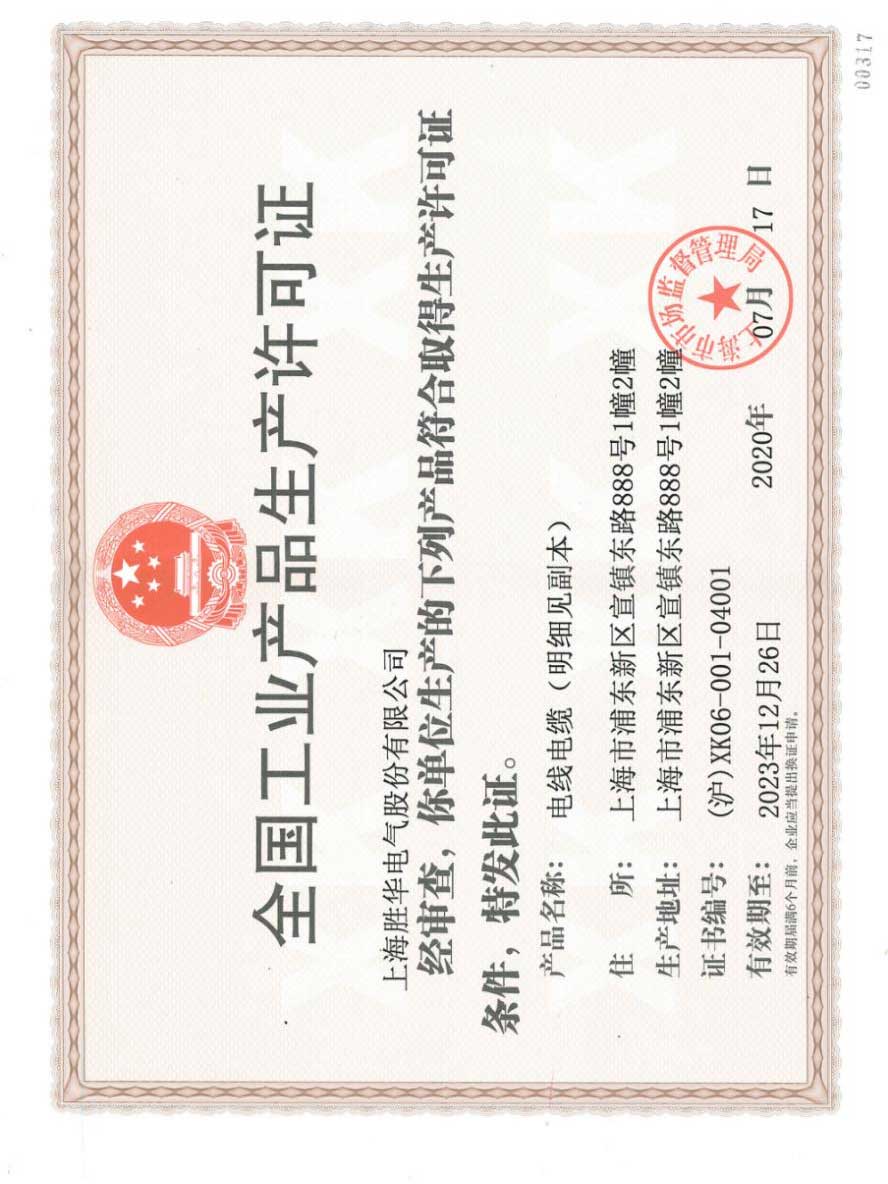 00317
全国工业产品生产许可证
上海胜华电气股份有限公司
经审查，你单位生产的下列产品符合取得生产许可证
条件，特发此证。
产品名称： 电线电缆（明细见副本）
住 所： 上海市浦东新区宣镇东路888号1幢2幢
生产地址： 上海市浦东新区宣镇东路888号1幢2幢
证书编号： (沪)XK06-001-04001
有效期至： 2023年12月26日
2020年 07月 17 日
上海市市场监督管理局
有效期届满6个月前，企业应当提出换证申请。